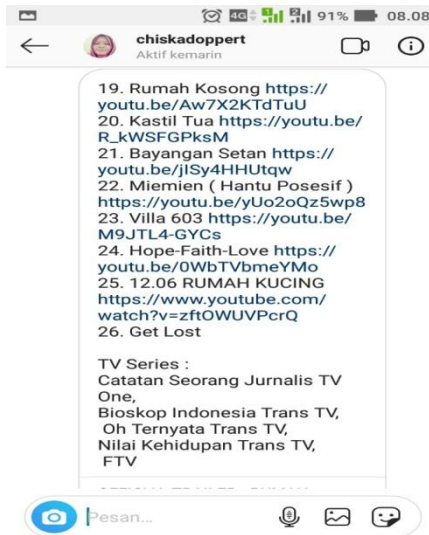 4G 91% 08.08
chiskadoppert
Aktif kemarin
19. Rumah Kosong https://
youtu.be/Aw7X2KTdTuU
20. Kastil Tua https://youtu.be/
R_kWSFGPksM
21. Bayangan Setan https://
youtu.be/jISy4HHUtqw
22. Miemien ( Hantu Posesif )
https://youtu.be/yUo2oQz5wp8
23. Villa 603 https://youtu.be/
M9JTL4-GYCs
24. Hope-Faith-Love https://
youtu.be/0WbTVbmeYMo
25. 12.06 RUMAH KUCING
https://www.youtube.com/
watch?v=zftOWUVPcrQ
26. Get Lost
TV Series :
Catatan Seorang Jurnalis TV
One,
Bioskop Indonesia Trans TV,
Oh Ternyata Trans TV,
Nilai Kehidupan Trans TV,
FTV
Pesan...